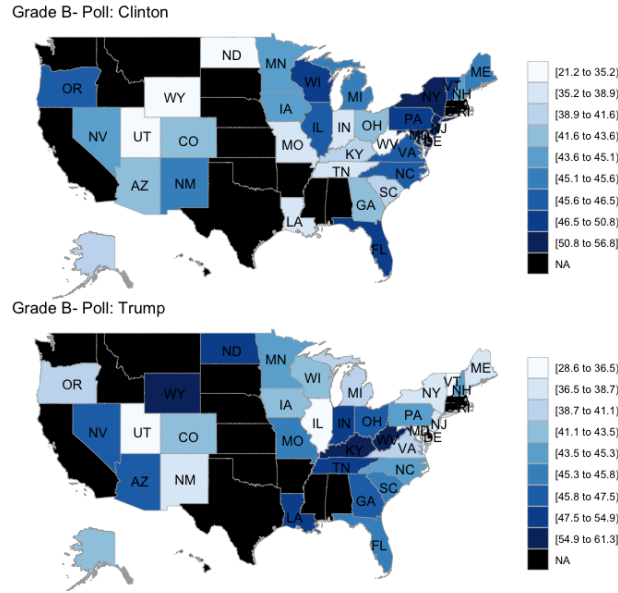 Grade B- Poll: Clinton
ND
MN
ME
VT
NH
OR
WI
WY
MI
NY
IA
PA
RI
NV
UT
CO
IL
IN
OH
NJ
MD
DE
MO
WV
VA
KY
TN
NC
AZ
NM
SC
GA
LA
FL
[21.2 to 35.2)
[35.2 to 38.9)
[38.9 to 41.6)
[41.6 to 43.6)
[43.6 to 45.1)
[45.1 to 45.6)
[45.6 to 46.5)
[46.5 to 50.8)
[50.8 to 56.8]
NA
Grade B- Poll: Trump
ND
MN
ME
VT
NH
OR
WI
WY
MI
NY
IA
PA
RI
NV
UT
CO
IL
IN
OH
NJ
MD
DE
MO
WV
VA
KY
TN
NC
AZ
NM
SC
GA
LA
FL
[28.6 to 36.5)
[36.5 to 38.7)
[38.7 to 41.1)
[41.1 to 43.5)
[43.5 to 45.3)
[45.3 to 45.8)
[45.8 to 47.5)
[47.5 to 54.9)
[54.9 to 61.3]
NA